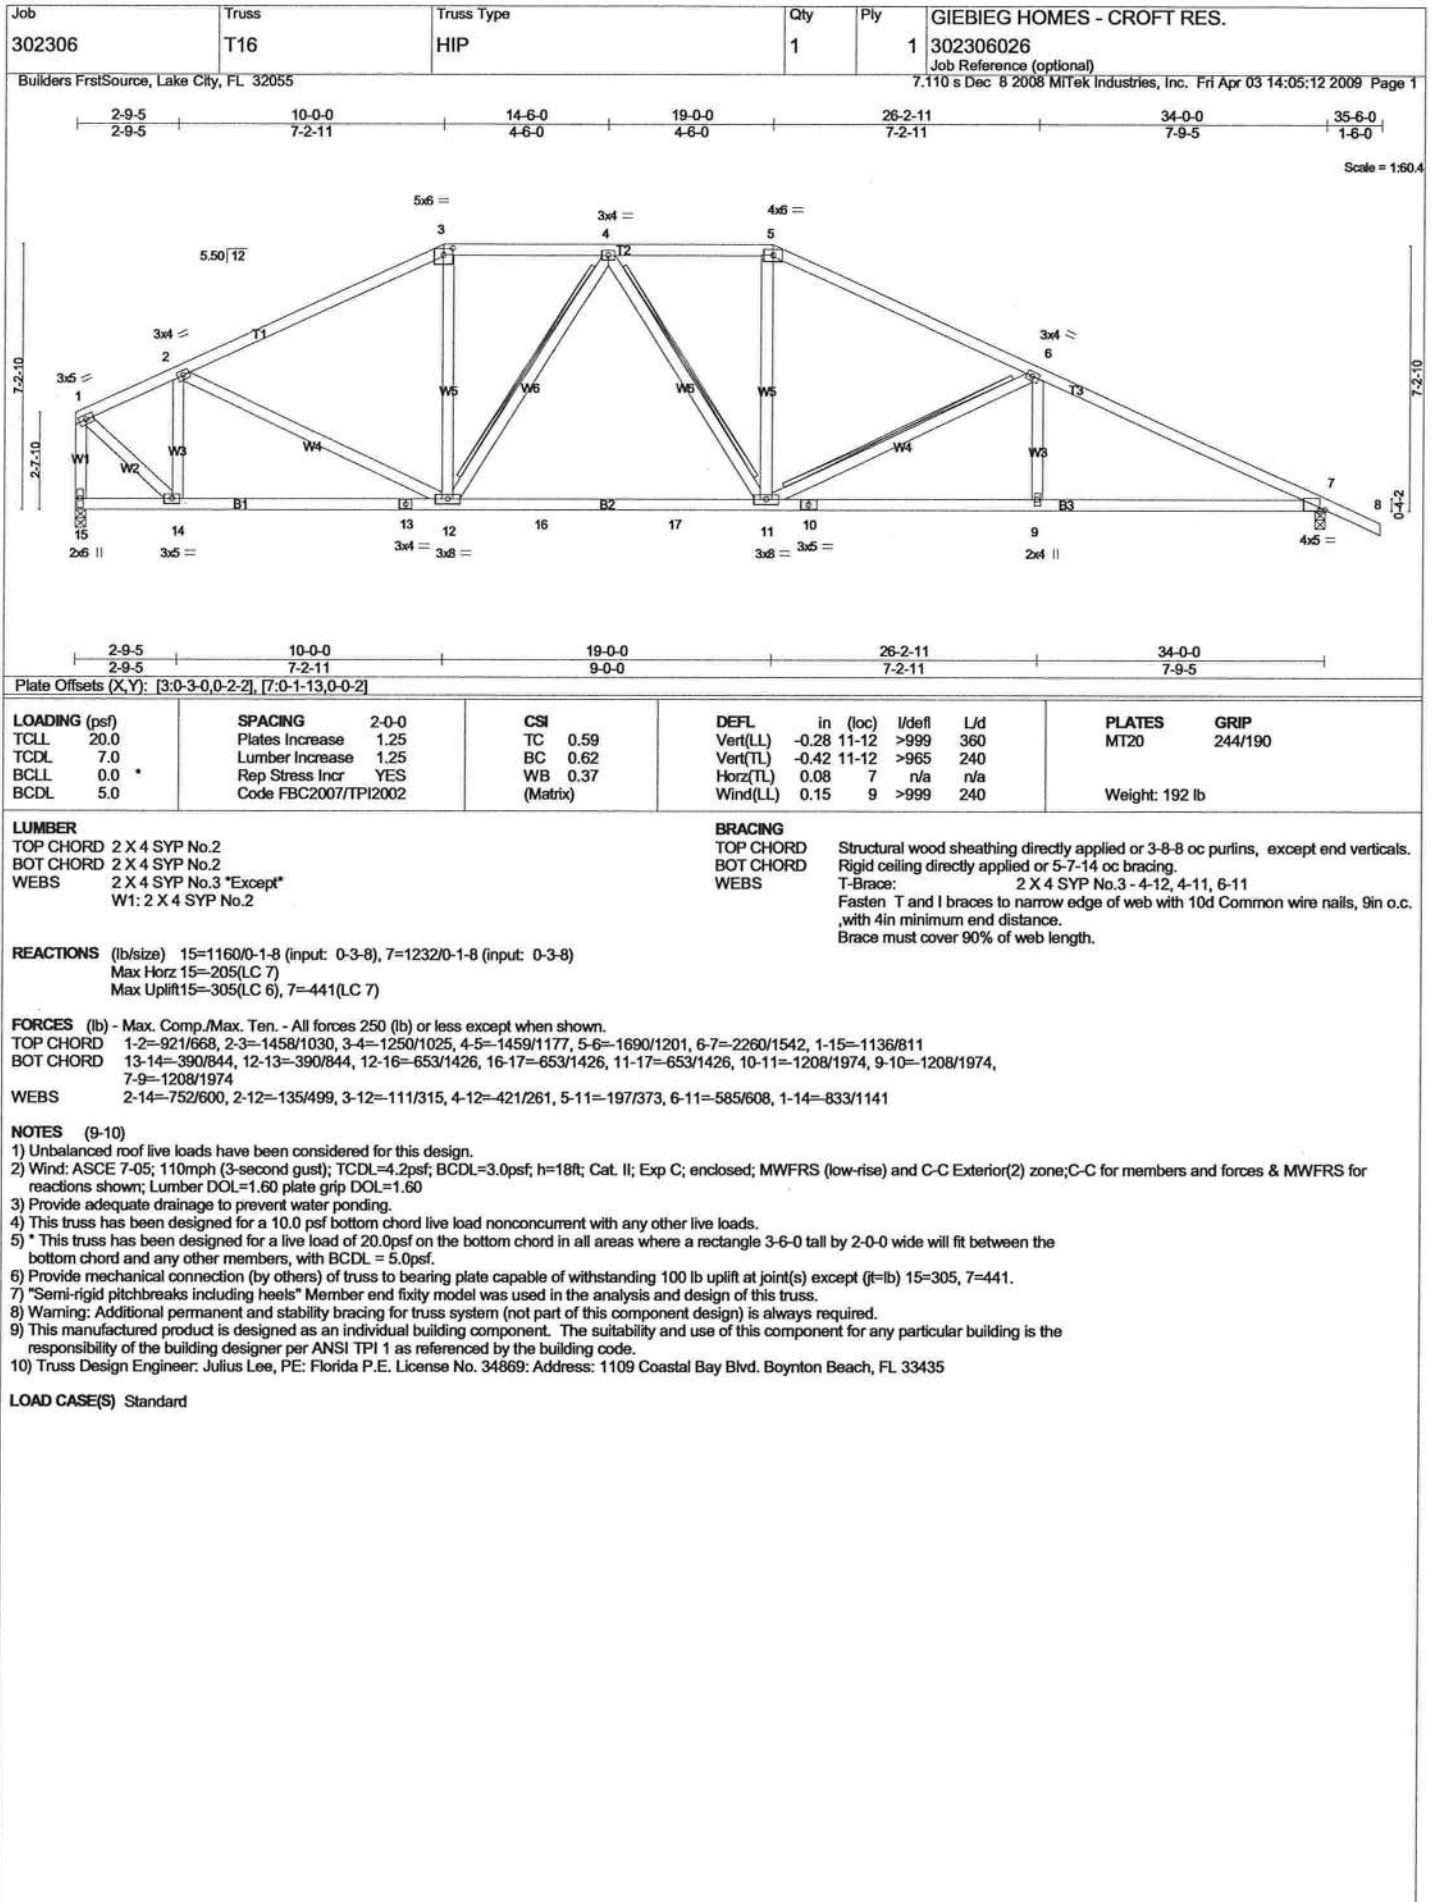 Job Truss Truss Type Qty Ply GIEBIEG HOMES - CROFT RES.
302306 T16 HIP 1 1 302306026
Job Reference (optional)
Builders FrstSource, Lake City, FL 32055 7.110 s Dec 8 2008 MiTek Industries, Inc. Fri Apr 03 14:05:12 2009 Page 1
2-9-5 10-0-0 14-6-0 19-0-0 26-2-11 34-0-0 35-6-0
2-9-5 7-2-11 4-6-0 4-6-0 7-2-11 7-9-5 1-6-0
Scale = 1:60.4
5x6 = 3x4 = 4x6 =
3 4 5
5.50 12 T2
3x4 = T1 3x4 =
2 6
3x5 = W5 W6 W6 W5 T3
1
7-2-10 7-2-10
2-7-10 W1 W2 W3 W4 W4 W3
7
8 0-4-2
B1 B2 B3
15 14 13 12 16 17 11 10 9
2x6 || 3x5 = 3x4 = 3x8 = 3x8 = 3x5 = 2x4 || 4x5 =
2-9-5 10-0-0 19-0-0 26-2-11 34-0-0
2-9-5 7-2-11 9-0-0 7-2-11 7-9-5
Plate Offsets (X,Y): [3:0-3-0,0-2-2], [7:0-1-13,0-0-2]
LOADING (psf) SPACING 2-0-0 CSI DEFL in (loc) l/defl L/d PLATES GRIP
TCLL 20.0 Plates Increase 1.25 TC 0.59 Vert(LL) -0.28 11-12 >999 360 MT20 244/190
TCDL 7.0 Lumber Increase 1.25 BC 0.62 Vert(TL) -0.42 11-12 >965 240
BCLL 0.0 * Rep Stress Incr YES WB 0.37 Horz(TL) 0.08 7 n/a n/a
BCDL 5.0 Code FBC2007/TPI2002 (Matrix) Wind(LL) 0.15 9 >999 240 Weight: 192 lb
LUMBER BRACING
TOP CHORD 2 X 4 SYP No.2 TOP CHORD Structural wood sheathing directly applied or 3-8-8 oc purlins, except end verticals.
BOT CHORD 2 X 4 SYP No.2 BOT CHORD Rigid ceiling directly applied or 5-7-14 oc bracing.
WEBS 2 X 4 SYP No.3 *Except* WEBS T-Brace: 2 X 4 SYP No.3 - 4-12, 4-11, 6-11
W1: 2 X 4 SYP No.2 Fasten T and I braces to narrow edge of web with 10d Common wire nails, 9in o.c.
,with 4in minimum end distance.
Brace must cover 90% of web length.
REACTIONS (lb/size) 15=1160/0-1-8 (input: 0-3-8), 7=1232/0-1-8 (input: 0-3-8)
Max Horz 15=-205(LC 7)
Max Uplift15=-305(LC 6), 7=-441(LC 7)
FORCES (lb) - Max. Comp./Max. Ten. - All forces 250 (lb) or less except when shown.
TOP CHORD 1-2=-921/668, 2-3=-1458/1030, 3-4=-1250/1025, 4-5=-1459/1177, 5-6=-1690/1201, 6-7=-2260/1542, 1-15=-1136/811
BOT CHORD 13-14=-390/844, 12-13=-390/844, 12-16=-653/1426, 16-17=-653/1426, 11-17=-653/1426, 10-11=-1208/1974, 9-10=-1208/1974,
7-9=-1208/1974
WEBS 2-14=-752/600, 2-12=-135/499, 3-12=-111/315, 4-12=-421/261, 5-11=-197/373, 6-11=-585/608, 1-14=-833/1141
NOTES (9-10)
1) Unbalanced roof live loads have been considered for this design.
2) Wind: ASCE 7-05; 110mph (3-second gust); TCDL=4.2psf; BCDL=3.0psf; h=18ft; Cat. II; Exp C; enclosed; MWFRS (low-rise) and C-C Exterior(2) zone;C-C for members and forces & MWFRS for
reactions shown; Lumber DOL=1.60 plate grip DOL=1.60
3) Provide adequate drainage to prevent water ponding.
4) This truss has been designed for a 10.0 psf bottom chord live load nonconcurrent with any other live loads.
5) * This truss has been designed for a live load of 20.0psf on the bottom chord in all areas where a rectangle 3-6-0 tall by 2-0-0 wide will fit between the
bottom chord and any other members, with BCDL = 5.0psf.
6) Provide mechanical connection (by others) of truss to bearing plate capable of withstanding 100 lb uplift at joint(s) except (jt=lb) 15=305, 7=441.
7) "Semi-rigid pitchbreaks including heels" Member end fixity model was used in the analysis and design of this truss.
8) Warning: Additional permanent and stability bracing for truss system (not part of this component design) is always required.
9) This manufactured product is designed as an individual building component. The suitability and use of this component for any particular building is the
responsibility of the building designer per ANSI TPI 1 as referenced by the building code.
10) Truss Design Engineer: Julius Lee, PE: Florida P.E. License No. 34869: Address: 1109 Coastal Bay Blvd. Boynton Beach, FL 33435
LOAD CASE(S) Standard